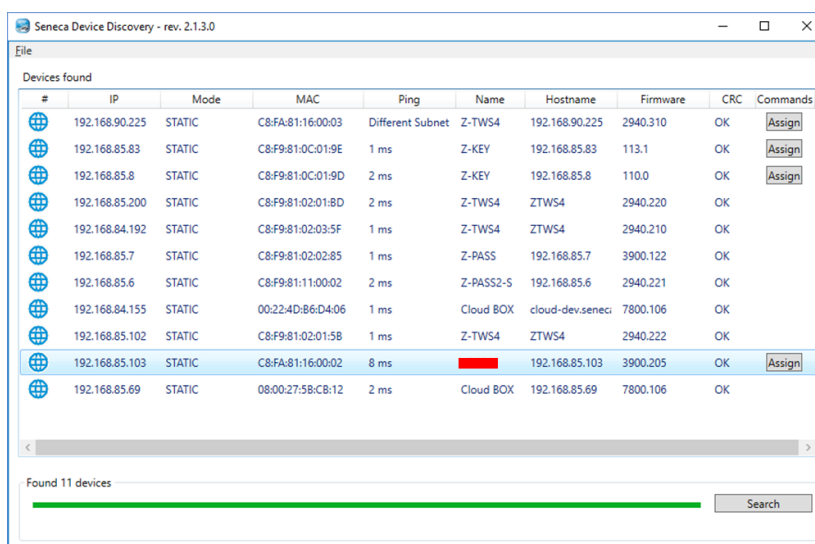 Seneca Device Discovery - rev. 2.1.3.0
File
Devices found
# IP Mode MAC Ping Name Hostname Firmware CRC Commands
192.168.90.225 STATIC C8:FA:81:16:00:03 Different Subnet Z-TWS4 192.168.90.225 2940.310 OK Assign
192.168.85.83 STATIC C8:F9:81:0C:01:9E 1 ms Z-KEY 192.168.85.83 113.1 OK Assign
192.168.85.8 STATIC C8:F9:81:0C:01:9D 2 ms Z-KEY 192.168.85.8 110.0 OK Assign
192.168.85.200 STATIC C8:F9:81:02:01:BD 2 ms Z-TWS4 ZTWS4 2940.220 OK
192.168.84.192 STATIC C8:F9:81:02:03:5F 1 ms Z-TWS4 ZTWS4 2940.210 OK
192.168.85.7 STATIC C8:F9:81:02:02:85 1 ms Z-PASS 192.168.85.7 3900.122 OK
192.168.85.6 STATIC C8:F9:81:11:00:02 2 ms Z-PASS2-S 192.168.85.6 2940.221 OK
192.168.84.155 STATIC 00:22:4D:B6:D4:06 1 ms Cloud BOX cloud-dev.seneca 7800.106 OK
192.168.85.102 STATIC C8:F9:81:02:01:5B 1 ms Z-TWS4 ZTWS4 2940.222 OK
192.168.85.103 STATIC C8:FA:81:16:00:02 8 ms 192.168.85.103 3900.205 OK Assign
192.168.85.69 STATIC 08:00:27:5B:CB:12 2 ms Cloud BOX 192.168.85.69 7800.106 OK
Found 11 devices
Search